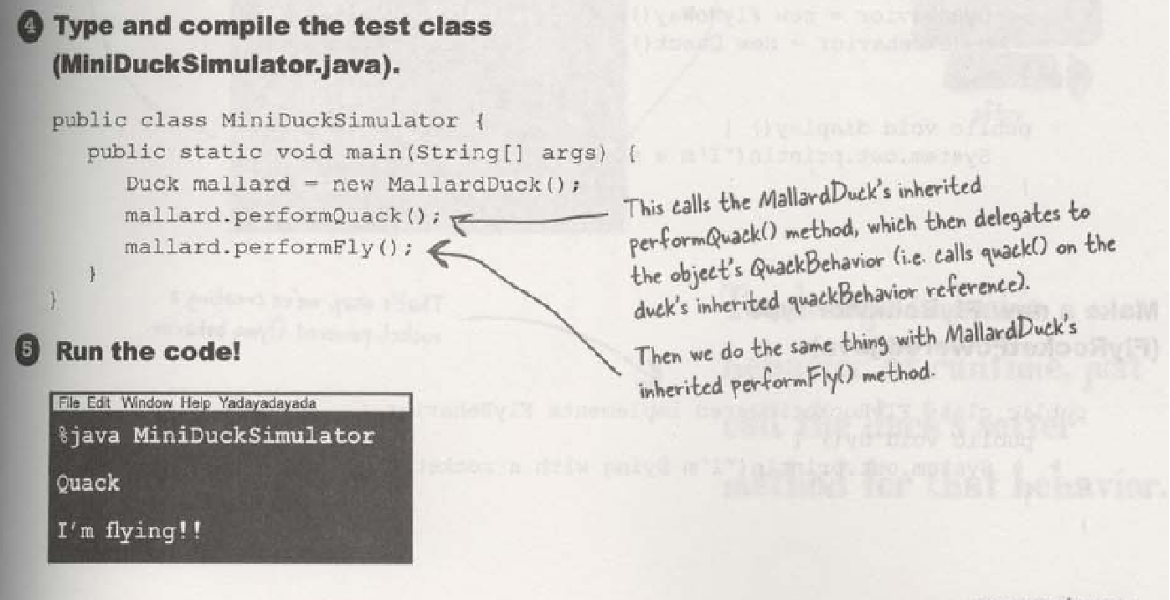 4 Type and compile the test class
(MiniDuckSimulator.java).
public class MiniDuckSimulator {
public static void main(String[] args) {
Duck mallard = new MallardDuck();
mallard.performQuack();
mallard.performFly();
}
}
This calls the MallardDuck's inherited
performQuack() method, which then delegates to
the object's QuackBehavior (i.e. calls quack() on the
duck's inherited quackBehavior reference).
Then we do the same thing with MallardDuck's
inherited performFly() method.
5 Run the code!
File Edit Window Help Yadayadayada
%java MiniDuckSimulator
Quack
I'm flying!!